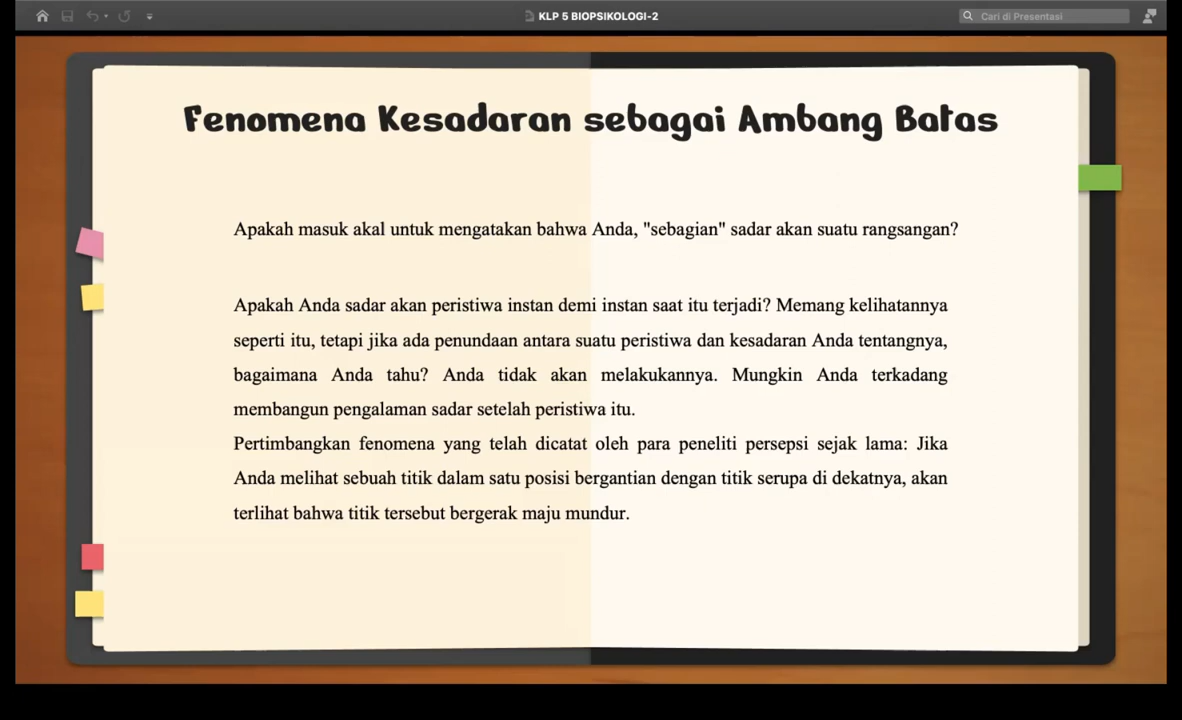 KLP 5 BIOPSIKOLOGI-2
Cari di Presentasi
Fenomena Kesadaran sebagai Ambang Batas
Apakah masuk akal untuk mengatakan bahwa Anda, "sebagian" sadar akan suatu rangsangan?
Apakah Anda sadar akan peristiwa instan demi instan saat itu terjadi? Memang kelihatannya
seperti itu, tetapi jika ada penundaan antara suatu peristiwa dan kesadaran Anda tentangnya,
bagaimana Anda tahu? Anda tidak akan melakukannya. Mungkin Anda terkadang
membangun pengalaman sadar setelah peristiwa itu.
Pertimbangkan fenomena yang telah dicatat oleh para peneliti persepsi sejak lama: Jika
Anda melihat sebuah titik dalam satu posisi bergantian dengan titik serupa di dekatnya, akan
terlihat bahwa titik tersebut bergerak maju mundur.